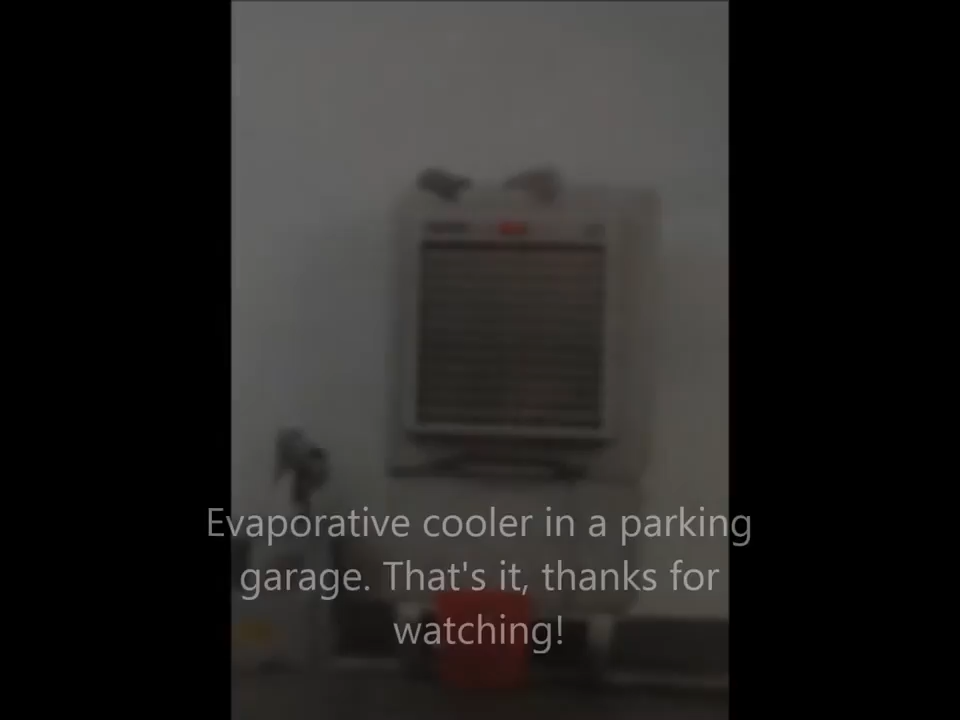 Evaporative cooler in a parking
garage. That's it, thanks for
watching!